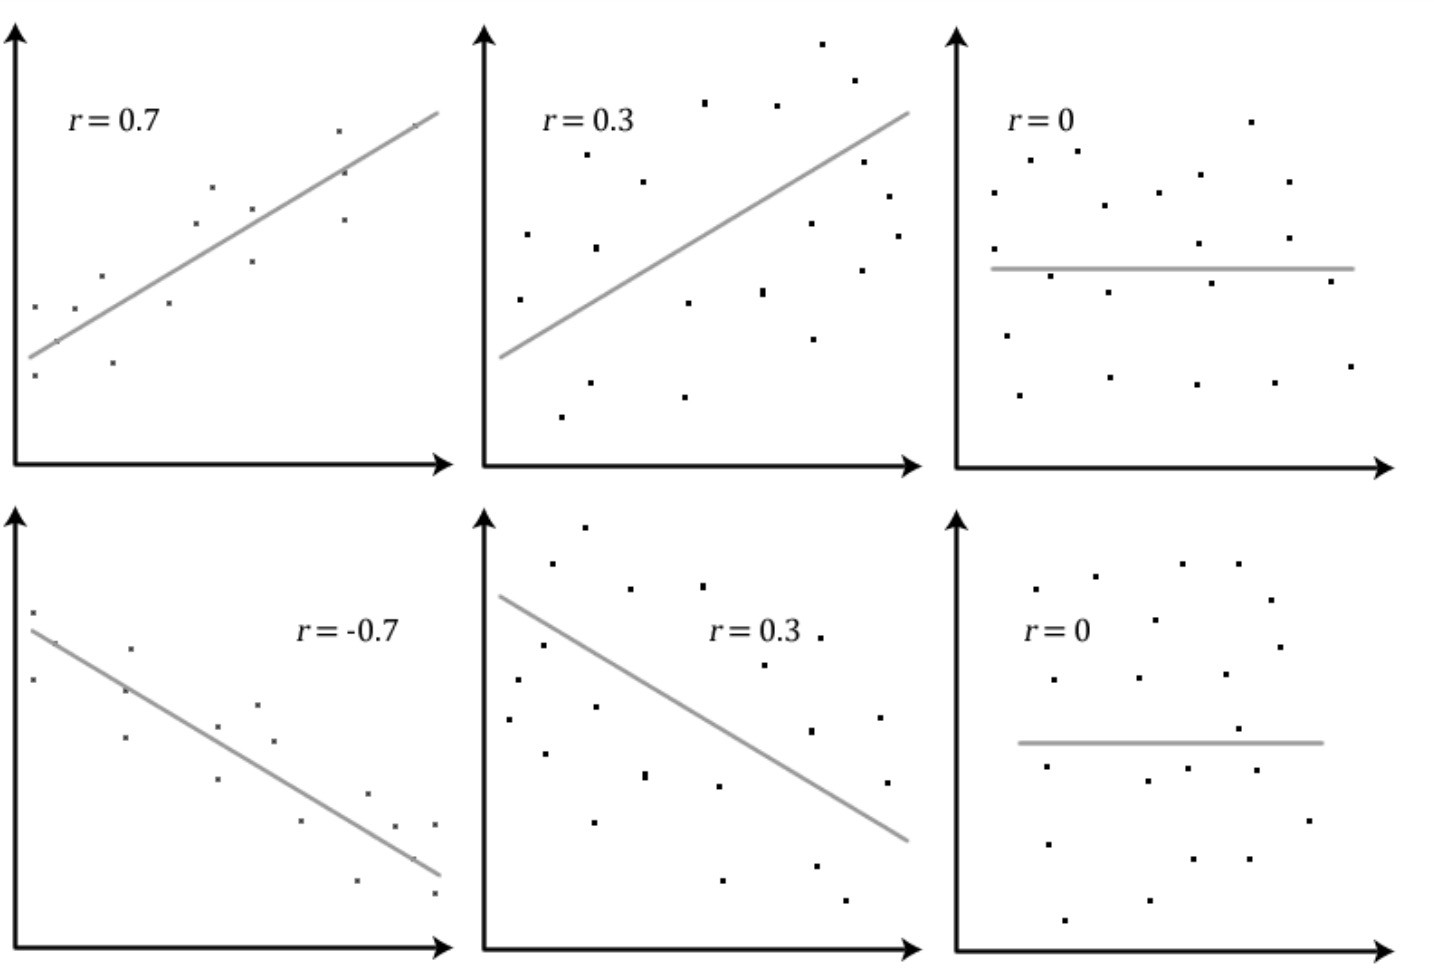 r = 0.7
r = 0.3
r = 0
r = -0.7
r = 0.3
r = 0